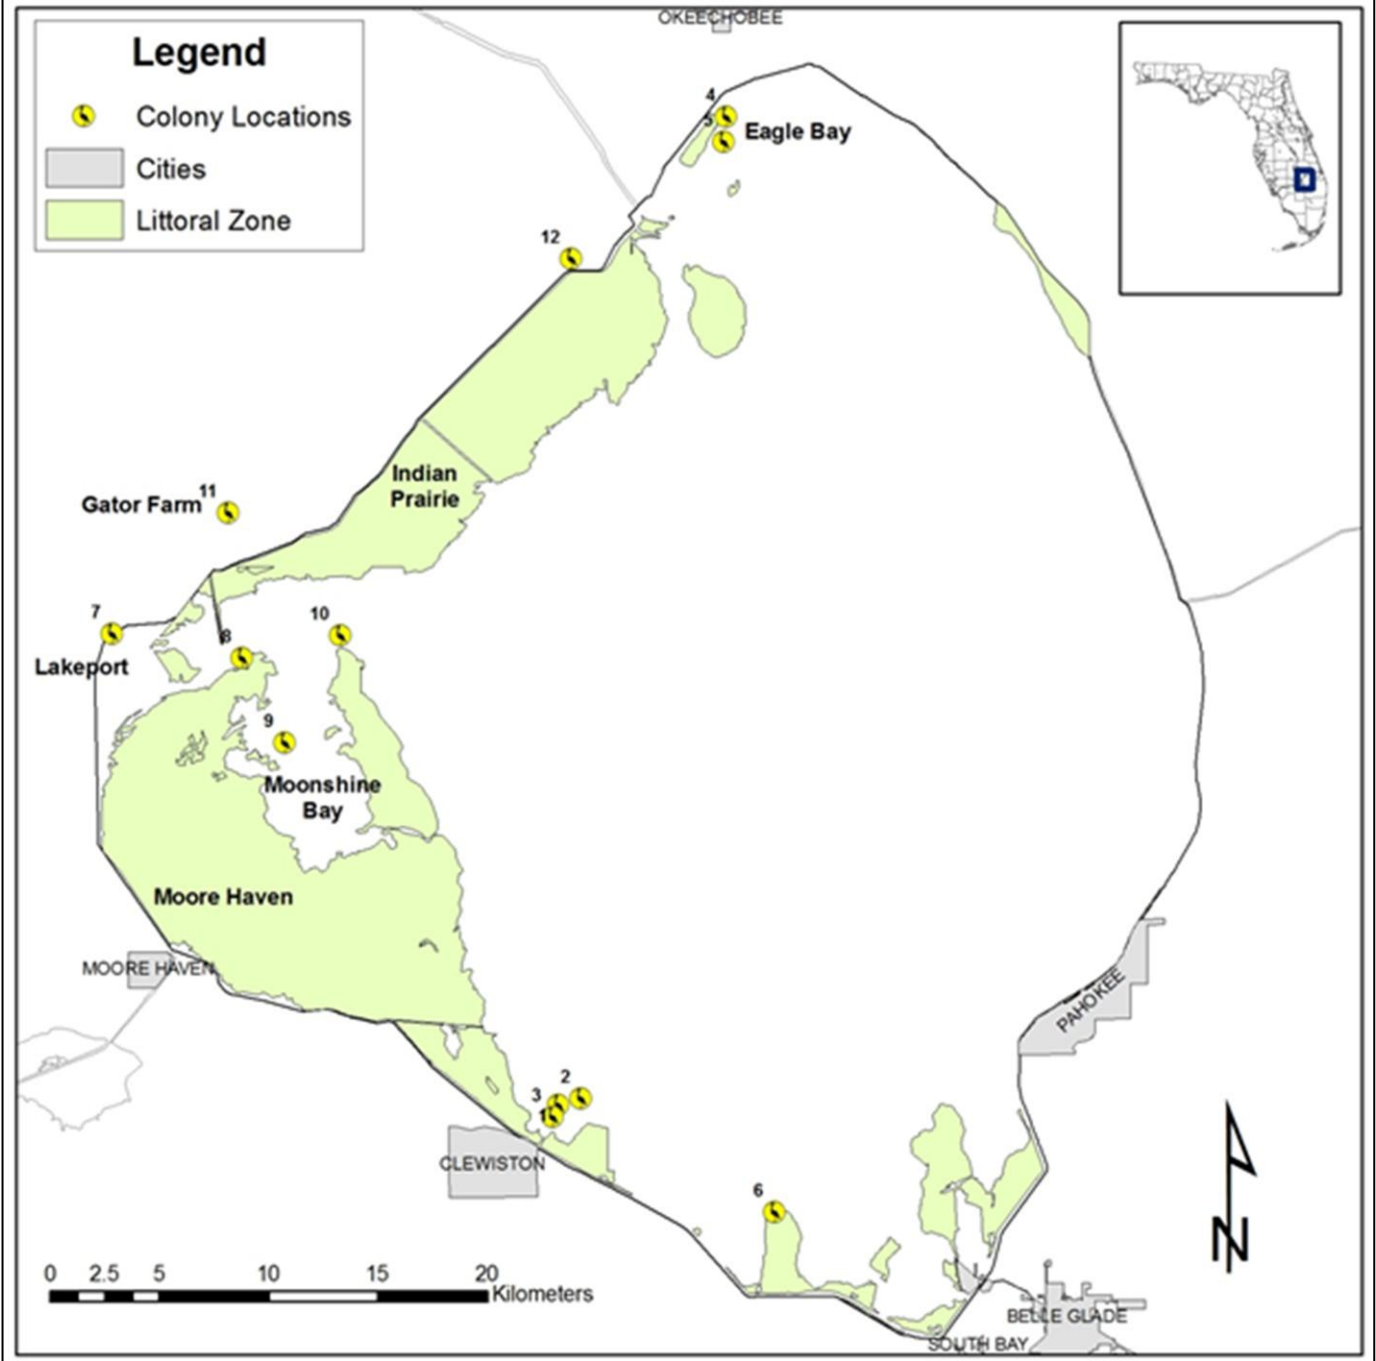 OKEECHOBEE
Legend
Colony Locations
Cities
Littoral Zone
4
5
Eagle Bay
12
Indian
Prairie
Gator Farm
11
7
Lakeport
8
10
9
Moonshine
Bay
Moore Haven
MOORE HAVEN
PAHOKEE
2
3
1
CLEWISTON
6
N
0 2.5 5 10 15 20
Kilometers
BELLE GLADE
SOUTH BAY